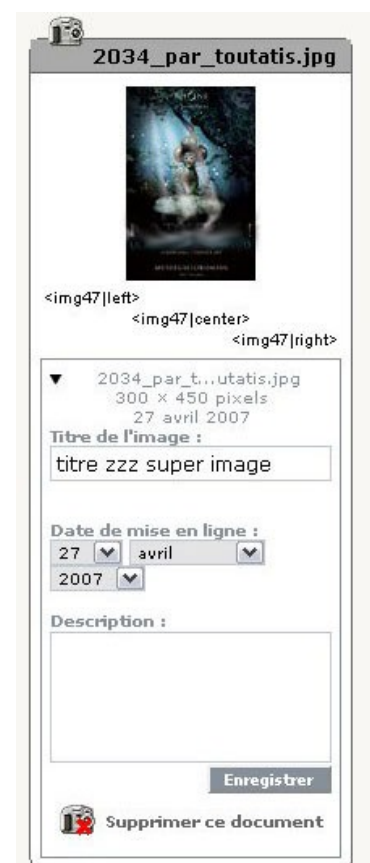 2034_par_toutatis.jpg
<img47|left>
<img47|center>
<img47|right>
2034_par_t...utatis.jpg
300 × 450 pixels
27 avril 2007
Titre de l'image :
titre zzz super image
Date de mise en ligne :
27 avril
2007
Description :
Enregistrer
Supprimer ce document